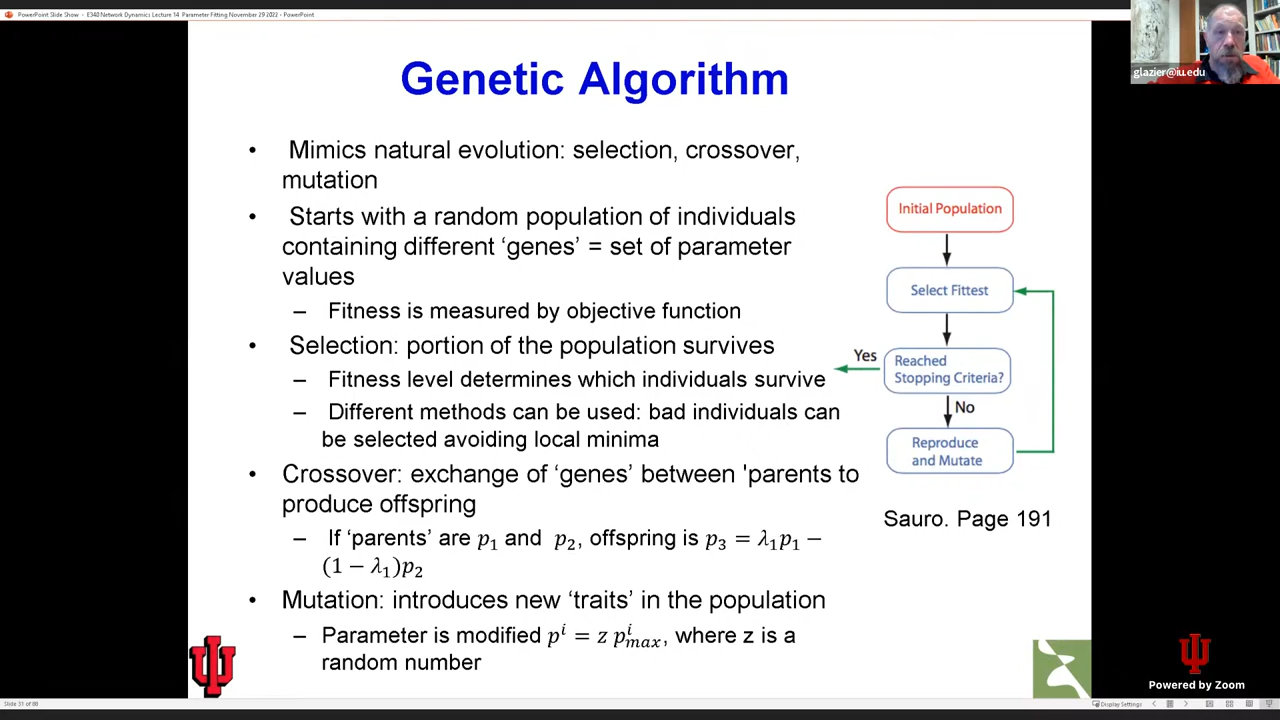 PowerPoint Slide Show - E340 Network Dynamics Lecture 14 Parameter Fitting November 29 2022 - PowerPoint
glazier@iu.edu
Genetic Algorithm
• Mimics natural evolution: selection, crossover,
mutation
• Starts with a random population of individuals
containing different ‘genes’ = set of parameter
values
– Fitness is measured by objective function
• Selection: portion of the population survives
– Fitness level determines which individuals survive
– Different methods can be used: bad individuals can
be selected avoiding local minima
• Crossover: exchange of ‘genes’ between 'parents to
produce offspring
– If ‘parents’ are p₁ and p₂, offspring is p₃ = λ₁p₁ −
(1 − λ₁)p₂
• Mutation: introduces new ‘traits’ in the population
– Parameter is modified pⁱ = z pⁱₘₐₓ, where z is a
random number
Initial Population
Select Fittest
Yes
Reached
Stopping Criteria?
No
Reproduce
and Mutate
Sauro. Page 191
Powered by Zoom
Slide 31 of 88
Display Settings